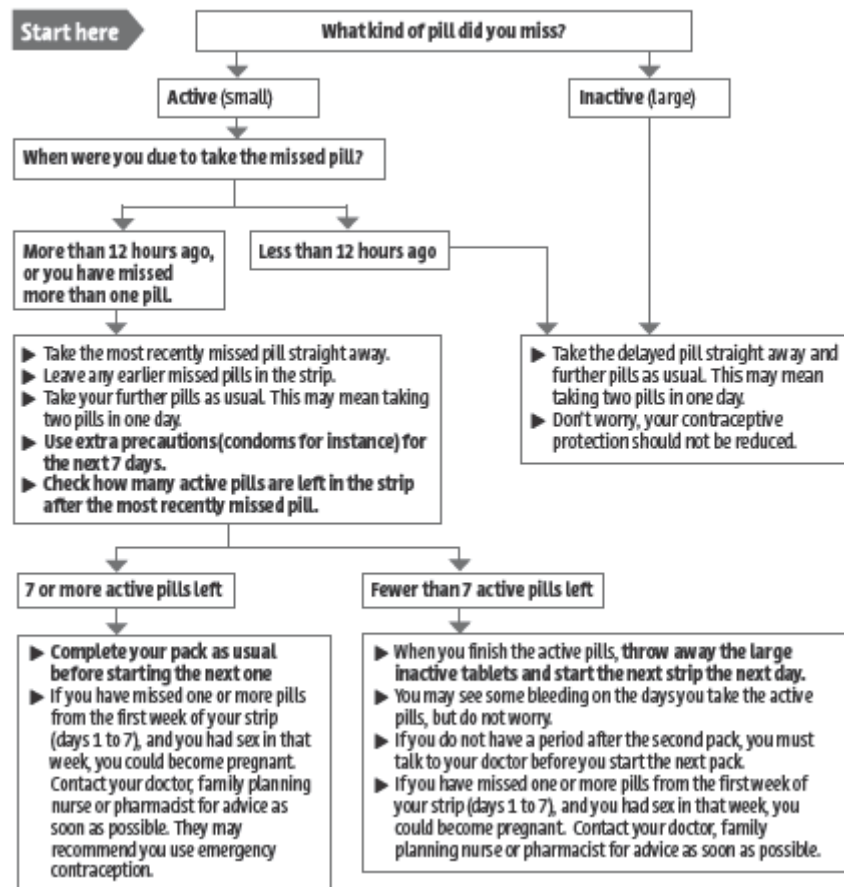 Start here
What kind of pill did you miss?
Active (small)
Inactive (large)
When were you due to take the missed pill?
More than 12 hours ago,
or you have missed
more than one pill.
Less than 12 hours ago
▶ Take the most recently missed pill straight away.
▶ Leave any earlier missed pills in the strip.
▶ Take your further pills as usual. This may mean taking
two pills in one day.
▶ Use extra precautions (condoms for instance) for
the next 7 days.
▶ Check how many active pills are left in the strip
after the most recently missed pill.
▶ Take the delayed pill straight away and
further pills as usual. This may mean
taking two pills in one day.
▶ Don't worry, your contraceptive
protection should not be reduced.
7 or more active pills left
Fewer than 7 active pills left
▶ Complete your pack as usual
before starting the next one
▶ If you have missed one or more pills
from the first week of your strip
(days 1 to 7), and you had sex in that
week, you could become pregnant.
Contact your doctor, family planning
nurse or pharmacist for advice as
soon as possible. They may
recommend you use emergency
contraception.
▶ When you finish the active pills, throw away the large
inactive tablets and start the next strip the next day.
▶ You may see some bleeding on the days you take the active
pills, but do not worry.
▶ If you do not have a period after the second pack, you must
talk to your doctor before you start the next pack.
▶ If you have missed one or more pills from the first week of
your strip (days 1 to 7), and you had sex in that week, you
could become pregnant. Contact your doctor, family
planning nurse or pharmacist for advice as soon as possible.